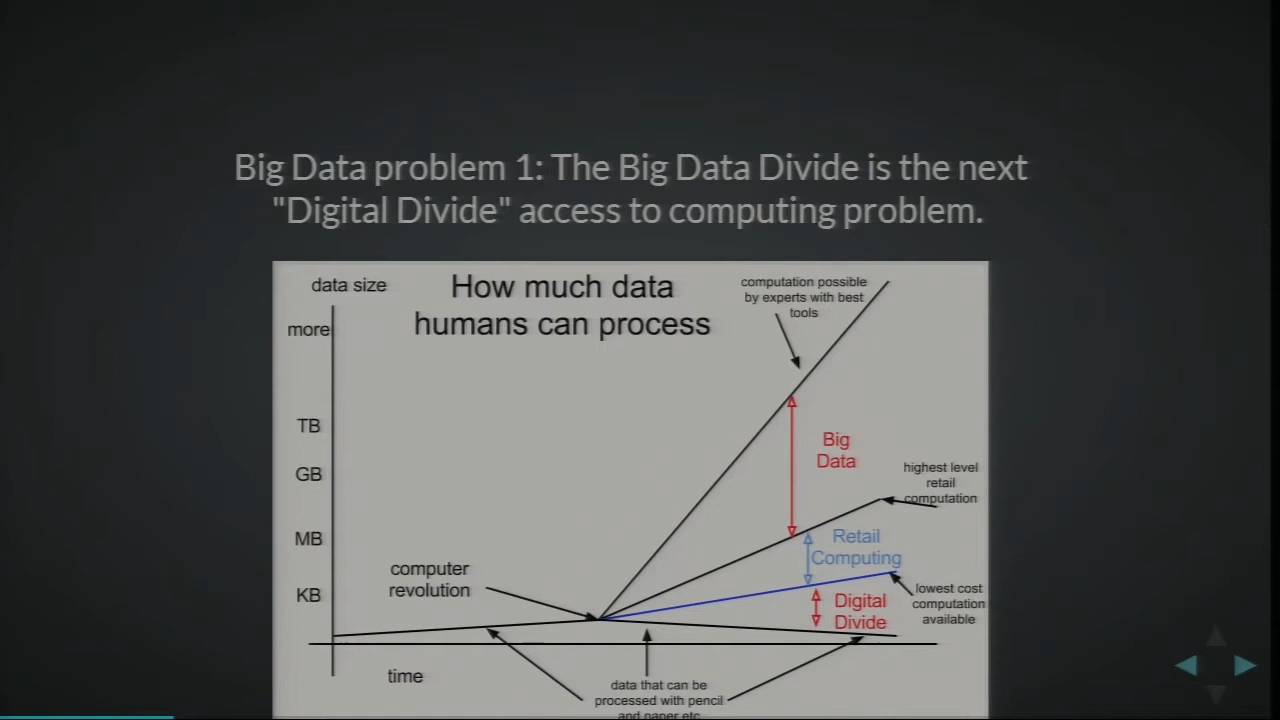 Big Data problem 1: The Big Data Divide is the next
"Digital Divide" access to computing problem.
data size
How much data
humans can process
computation possible
by experts with best
tools
more
TB
GB
MB
KB
Big
Data
highest level
retail
computation
Retail
Computing
computer
revolution
Digital
Divide
lowest cost
computation
available
time
data that can be
processed with pencil
and paper etc